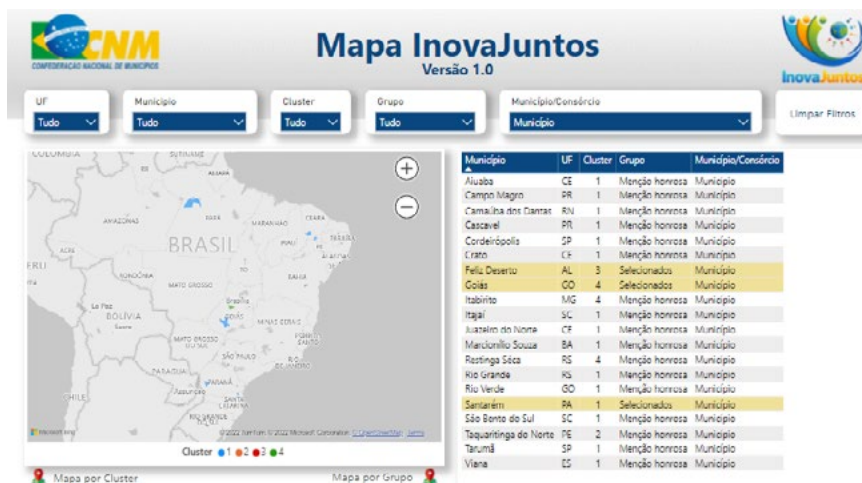 CNM
CONFEDERAÇÃO NACIONAL DE MUNICÍPIOS
Mapa InovaJuntos
Versão 1.0
InovaJuntos
UF
Município
Cluster
Grupo
Município/Consórcio
Tudo
Tudo
Tudo
Tudo
Município
Limpar Filtros
COLOMBIA
SURINAME
AMAZONAS
PARÁ
MARANHÃO
CEARÁ
PIAUÍ
ACRE
BRASIL
RONDÔNIA
TO
MATO GROSSO
BAHIA
La Paz
BOLÍVIA
Sucre
Brasília
GOIÁS
MINAS GERAIS
MATO GROSSO DO SUL
ESPÍRITO SANTO
SÃO PAULO
RIO DE JANEIRO
PARAGUAI
Assunção
PARANÁ
CHILE
SANTA CATARINA
RIO GRANDE
Microsoft Bing
© 2022 TomTom, © 2022 Microsoft Corporation, © OpenStreetMap, Terms
Cluster 1 2 3 4
Mapa por Cluster
Mapa por Grupo
Município UF Cluster Grupo Município/Consórcio
Aiuaba CE 1 Menção honrosa Município
Campo Magro PR 1 Menção honrosa Município
Carnaúba dos Dantas RN 1 Menção honrosa Município
Cascavel PR 1 Menção honrosa Município
Cordeirópolis SP 1 Menção honrosa Município
Crato CE 1 Menção honrosa Município
Feliz Deserto AL 3 Selecionados Município
Goiás GO 4 Selecionados Município
Itabirito MG 4 Menção honrosa Município
Itajaí SC 1 Menção honrosa Município
Juazeiro do Norte CE 1 Menção honrosa Município
Marcionílio Souza BA 1 Menção honrosa Município
Restinga Sêca RS 4 Menção honrosa Município
Rio Grande RS 1 Menção honrosa Município
Rio Verde GO 1 Menção honrosa Município
Santarém PA 1 Selecionados Município
São Bento do Sul SC 1 Menção honrosa Município
Taquaritinga do Norte PE 2 Menção honrosa Município
Tarumã SP 1 Menção honrosa Município
Viana ES 1 Menção honrosa Município